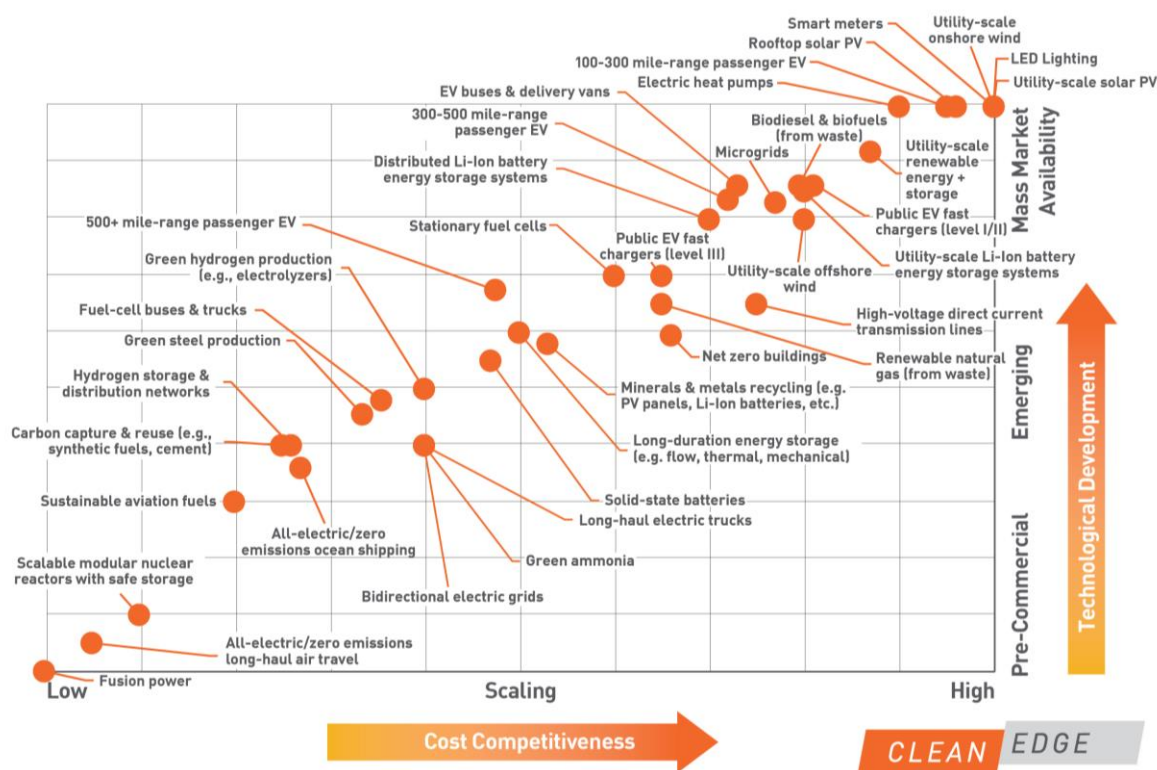 Smart meters
Utility-scale
onshore wind
Rooftop solar PV
LED Lighting
100-300 mile-range passenger EV
Utility-scale solar PV
Electric heat pumps
EV buses & delivery vans
300-500 mile-range
passenger EV
Biodiesel & biofuels
(from waste)
Microgrids
Utility-scale
renewable
energy +
storage
Distributed Li-Ion battery
energy storage systems
500+ mile-range passenger EV
Stationary fuel cells
Public EV fast
chargers (level III)
Public EV fast
chargers (level I/II)
Utility-scale offshore
wind
Utility-scale Li-Ion battery
energy storage systems
Green hydrogen production
(e.g., electrolyzers)
Fuel-cell buses & trucks
Green steel production
High-voltage direct current
transmission lines
Net zero buildings
Renewable natural
gas (from waste)
Hydrogen storage &
distribution networks
Minerals & metals recycling (e.g.
PV panels, Li-Ion batteries, etc.)
Carbon capture & reuse (e.g.,
synthetic fuels, cement)
Long-duration energy storage
(e.g. flow, thermal, mechanical)
Sustainable aviation fuels
Solid-state batteries
Long-haul electric trucks
All-electric/zero
emissions ocean shipping
Green ammonia
Scalable modular nuclear
reactors with safe storage
Bidirectional electric grids
All-electric/zero emissions
long-haul air travel
Fusion power
Mass Market
Availability
Emerging
Pre-Commercial
Technological Development
Low
Scaling
High
Cost Competitiveness
CLEAN EDGE